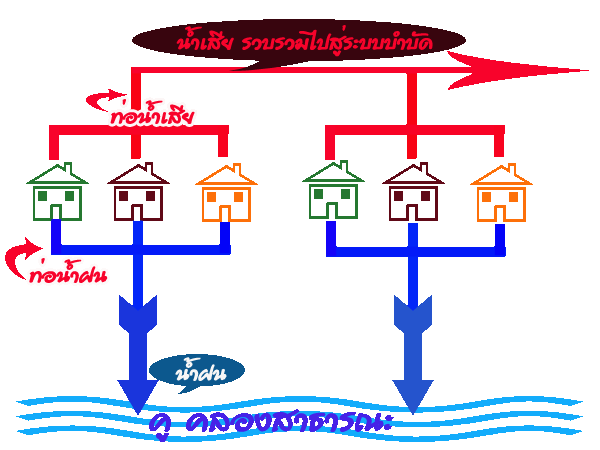 น้ำเสีย รวบรวมไปสู่ระบบบำบัด
ท่อน้ำเสีย
ท่อน้ำฝน
น้ำฝน
คู คลองสาธารณะ